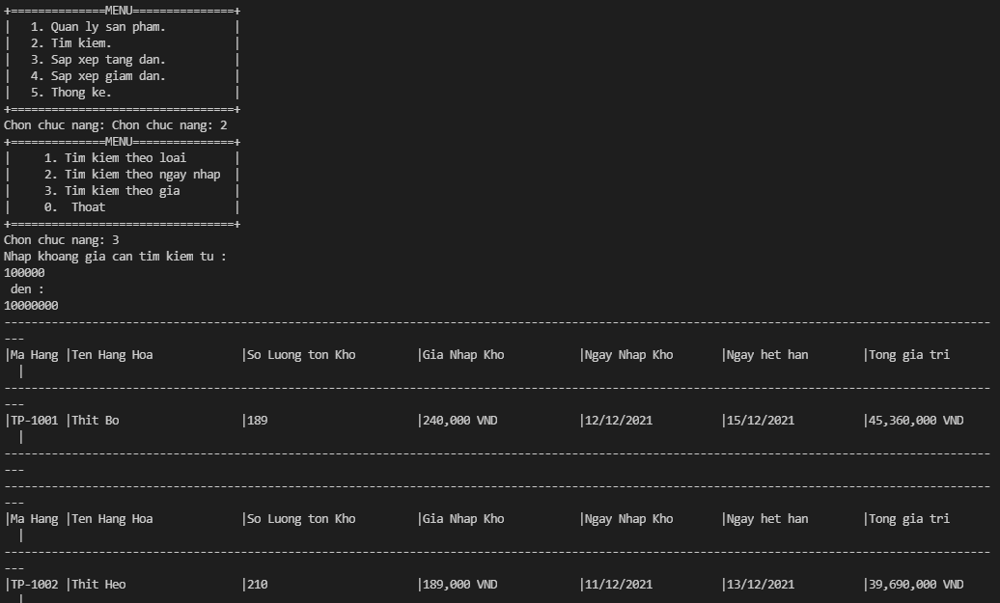 +==============MENU===============+
|   1. Quan ly san pham.          |
|   2. Tim kiem.                  |
|   3. Sap xep tang dan.          |
|   4. Sap xep giam dan.          |
|   5. Thong ke.                  |
+=================================+
Chon chuc nang: Chon chuc nang: 2
+==============MENU===============+
|     1. Tim kiem theo loai       |
|     2. Tim kiem theo ngay nhap  |
|     3. Tim kiem theo gia        |
|     0.  Thoat                   |
+=================================+
Chon chuc nang: 3
Nhap khoang gia can tim kiem tu :
100000
 den :
10000000
--------------------------------------------------------------------------------------------------------------------------------------------------
---
|Ma Hang |Ten Hang Hoa             |So Luong ton Kho         |Gia Nhap Kho           |Ngay Nhap Kho       |Ngay het han        |Tong gia tri
  |
--------------------------------------------------------------------------------------------------------------------------------------------------
---
|TP-1001 |Thit Bo                  |189                      |240,000 VND            |12/12/2021          |15/12/2021          |45,360,000 VND
  |
--------------------------------------------------------------------------------------------------------------------------------------------------
---
--------------------------------------------------------------------------------------------------------------------------------------------------
---
|Ma Hang |Ten Hang Hoa             |So Luong ton Kho         |Gia Nhap Kho           |Ngay Nhap Kho       |Ngay het han        |Tong gia tri
  |
--------------------------------------------------------------------------------------------------------------------------------------------------
---
|TP-1002 |Thit Heo                 |210                      |189,000 VND            |11/12/2021          |13/12/2021          |39,690,000 VND
  |